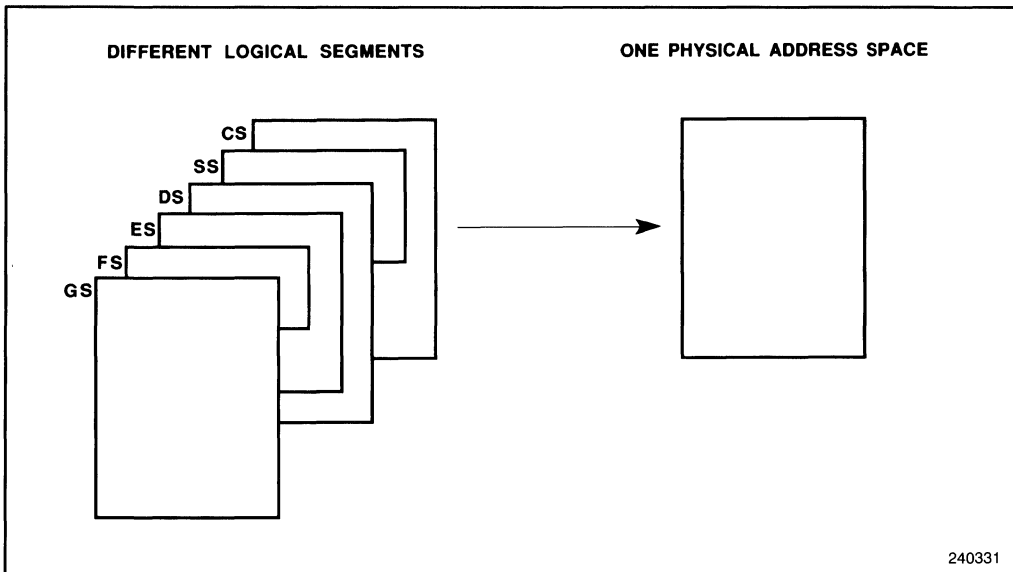 DIFFERENT LOGICAL SEGMENTS
ONE PHYSICAL ADDRESS SPACE
CS
SS
DS
ES
FS
GS
240331